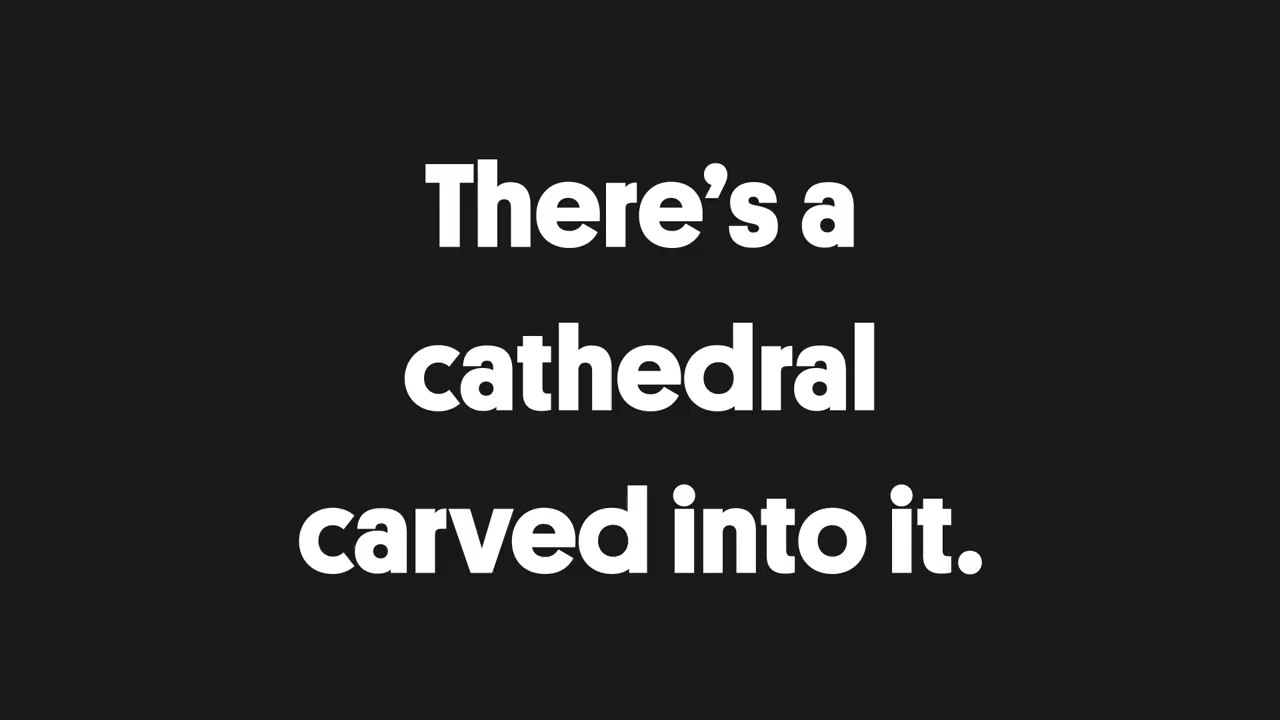 There’s a
cathedral
carved into it.